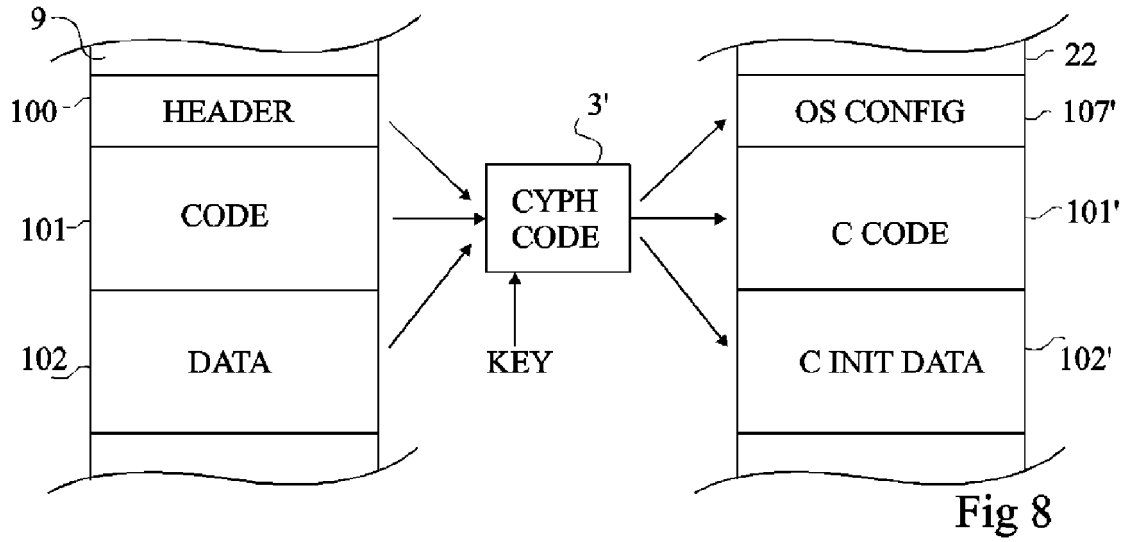 9
22
100
HEADER
3'
OS CONFIG
107'
101
CODE
CYPH
CODE
C CODE
101'
102
DATA
KEY
C INIT DATA
102'
Fig 8